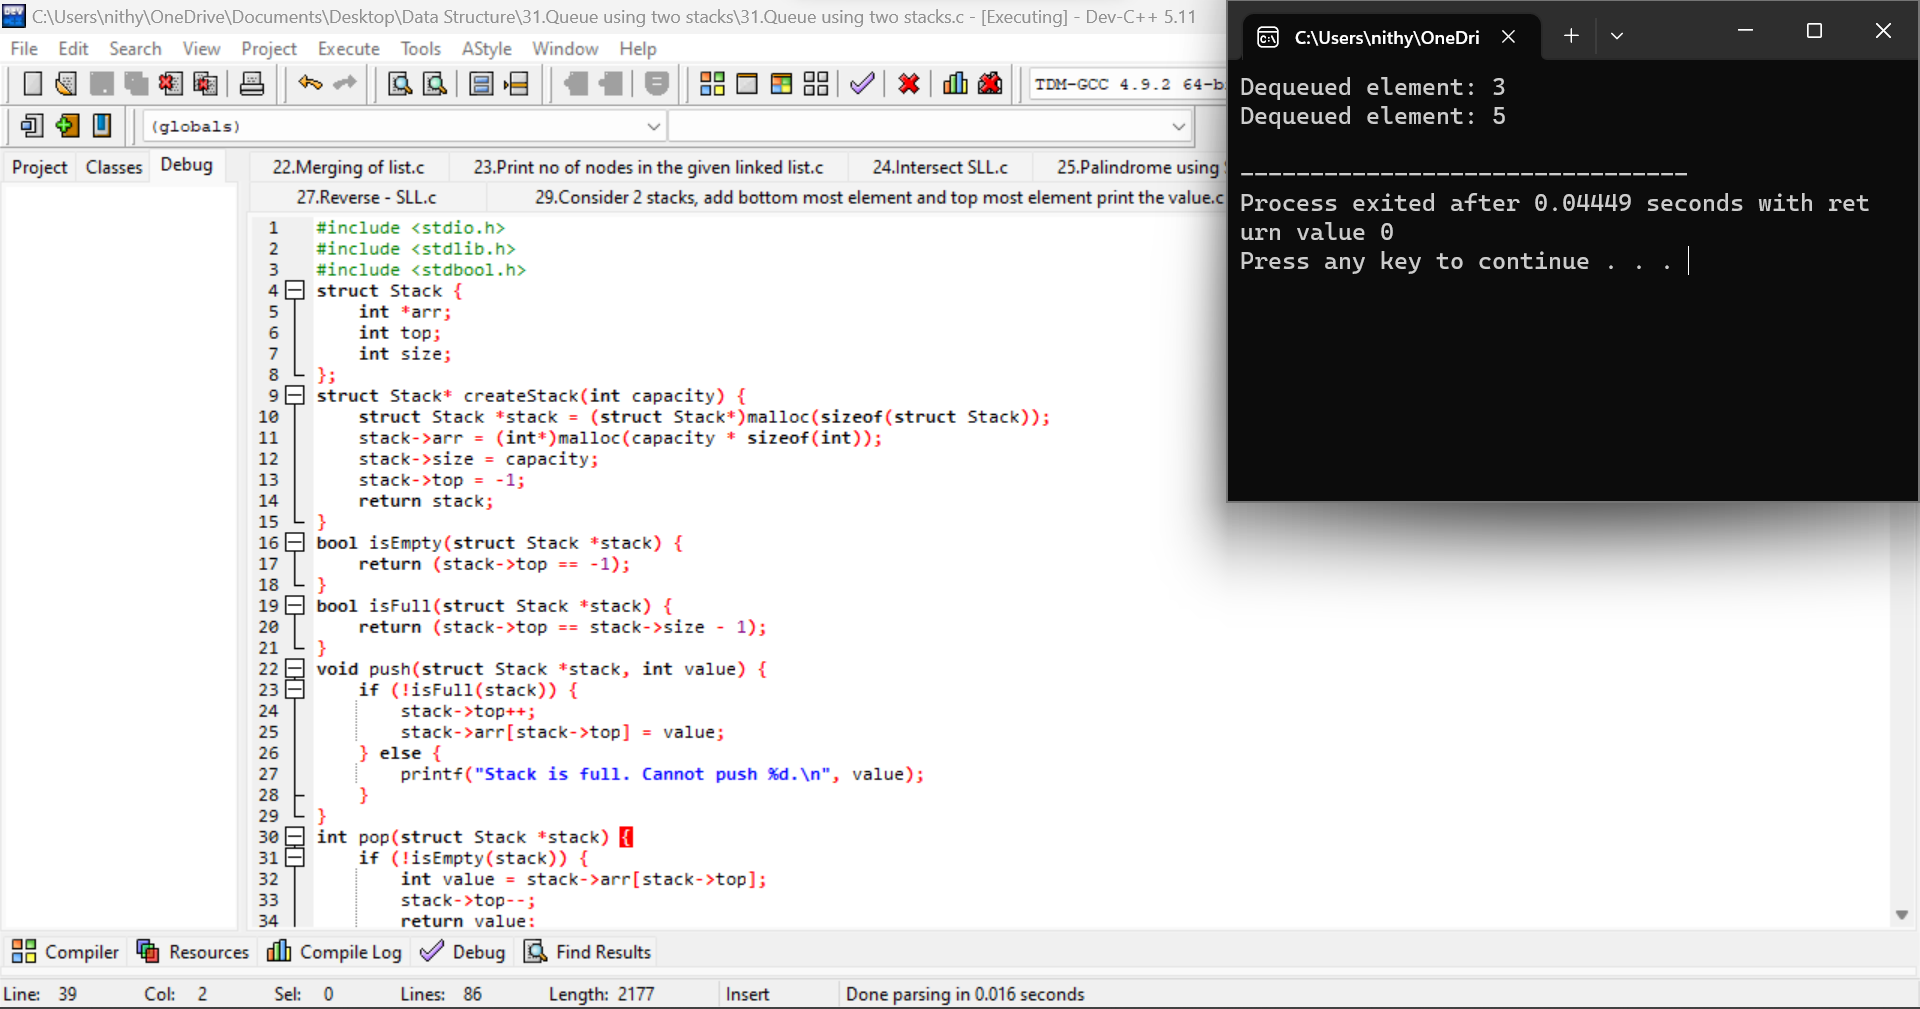 C:\Users\nithy\OneDrive\Documents\Desktop\Data Structure\31.Queue using two stacks\31.Queue using two stacks.c - [Executing] - Dev-C++ 5.11
File Edit Search View Project Execute Tools AStyle Window Help
TDM-GCC 4.9.2 64-b
(globals)
Project Classes Debug
22.Merging of list.c 23.Print no of nodes in the given linked list.c 24.Intersect SLL.c 25.Palindrome using
27.Reverse - SLL.c 29.Consider 2 stacks, add bottom most element and top most element print the value.c
1 #include <stdio.h>
2 #include <stdlib.h>
3 #include <stdbool.h>
4 struct Stack {
5 int *arr;
6 int top;
7 int size;
8 };
9 struct Stack* createStack(int capacity) {
10 struct Stack *stack = (struct Stack*)malloc(sizeof(struct Stack));
11 stack->arr = (int*)malloc(capacity * sizeof(int));
12 stack->size = capacity;
13 stack->top = -1;
14 return stack;
15 }
16 bool isEmpty(struct Stack *stack) {
17 return (stack->top == -1);
18 }
19 bool isFull(struct Stack *stack) {
20 return (stack->top == stack->size - 1);
21 }
22 void push(struct Stack *stack, int value) {
23 if (!isFull(stack)) {
24 stack->top++;
25 stack->arr[stack->top] = value;
26 } else {
27 printf("Stack is full. Cannot push %d.\n", value);
28 }
29 }
30 int pop(struct Stack *stack) {
31 if (!isEmpty(stack)) {
32 int value = stack->arr[stack->top];
33 stack->top--;
34 return value;
Compiler Resources Compile Log Debug Find Results
Line: 39 Col: 2 Sel: 0 Lines: 86 Length: 2177 Insert Done parsing in 0.016 seconds
C:\Users\nithy\OneDri
Dequeued element: 3
Dequeued element: 5
--------------------------------
Process exited after 0.04449 seconds with ret
urn value 0
Press any key to continue . . .